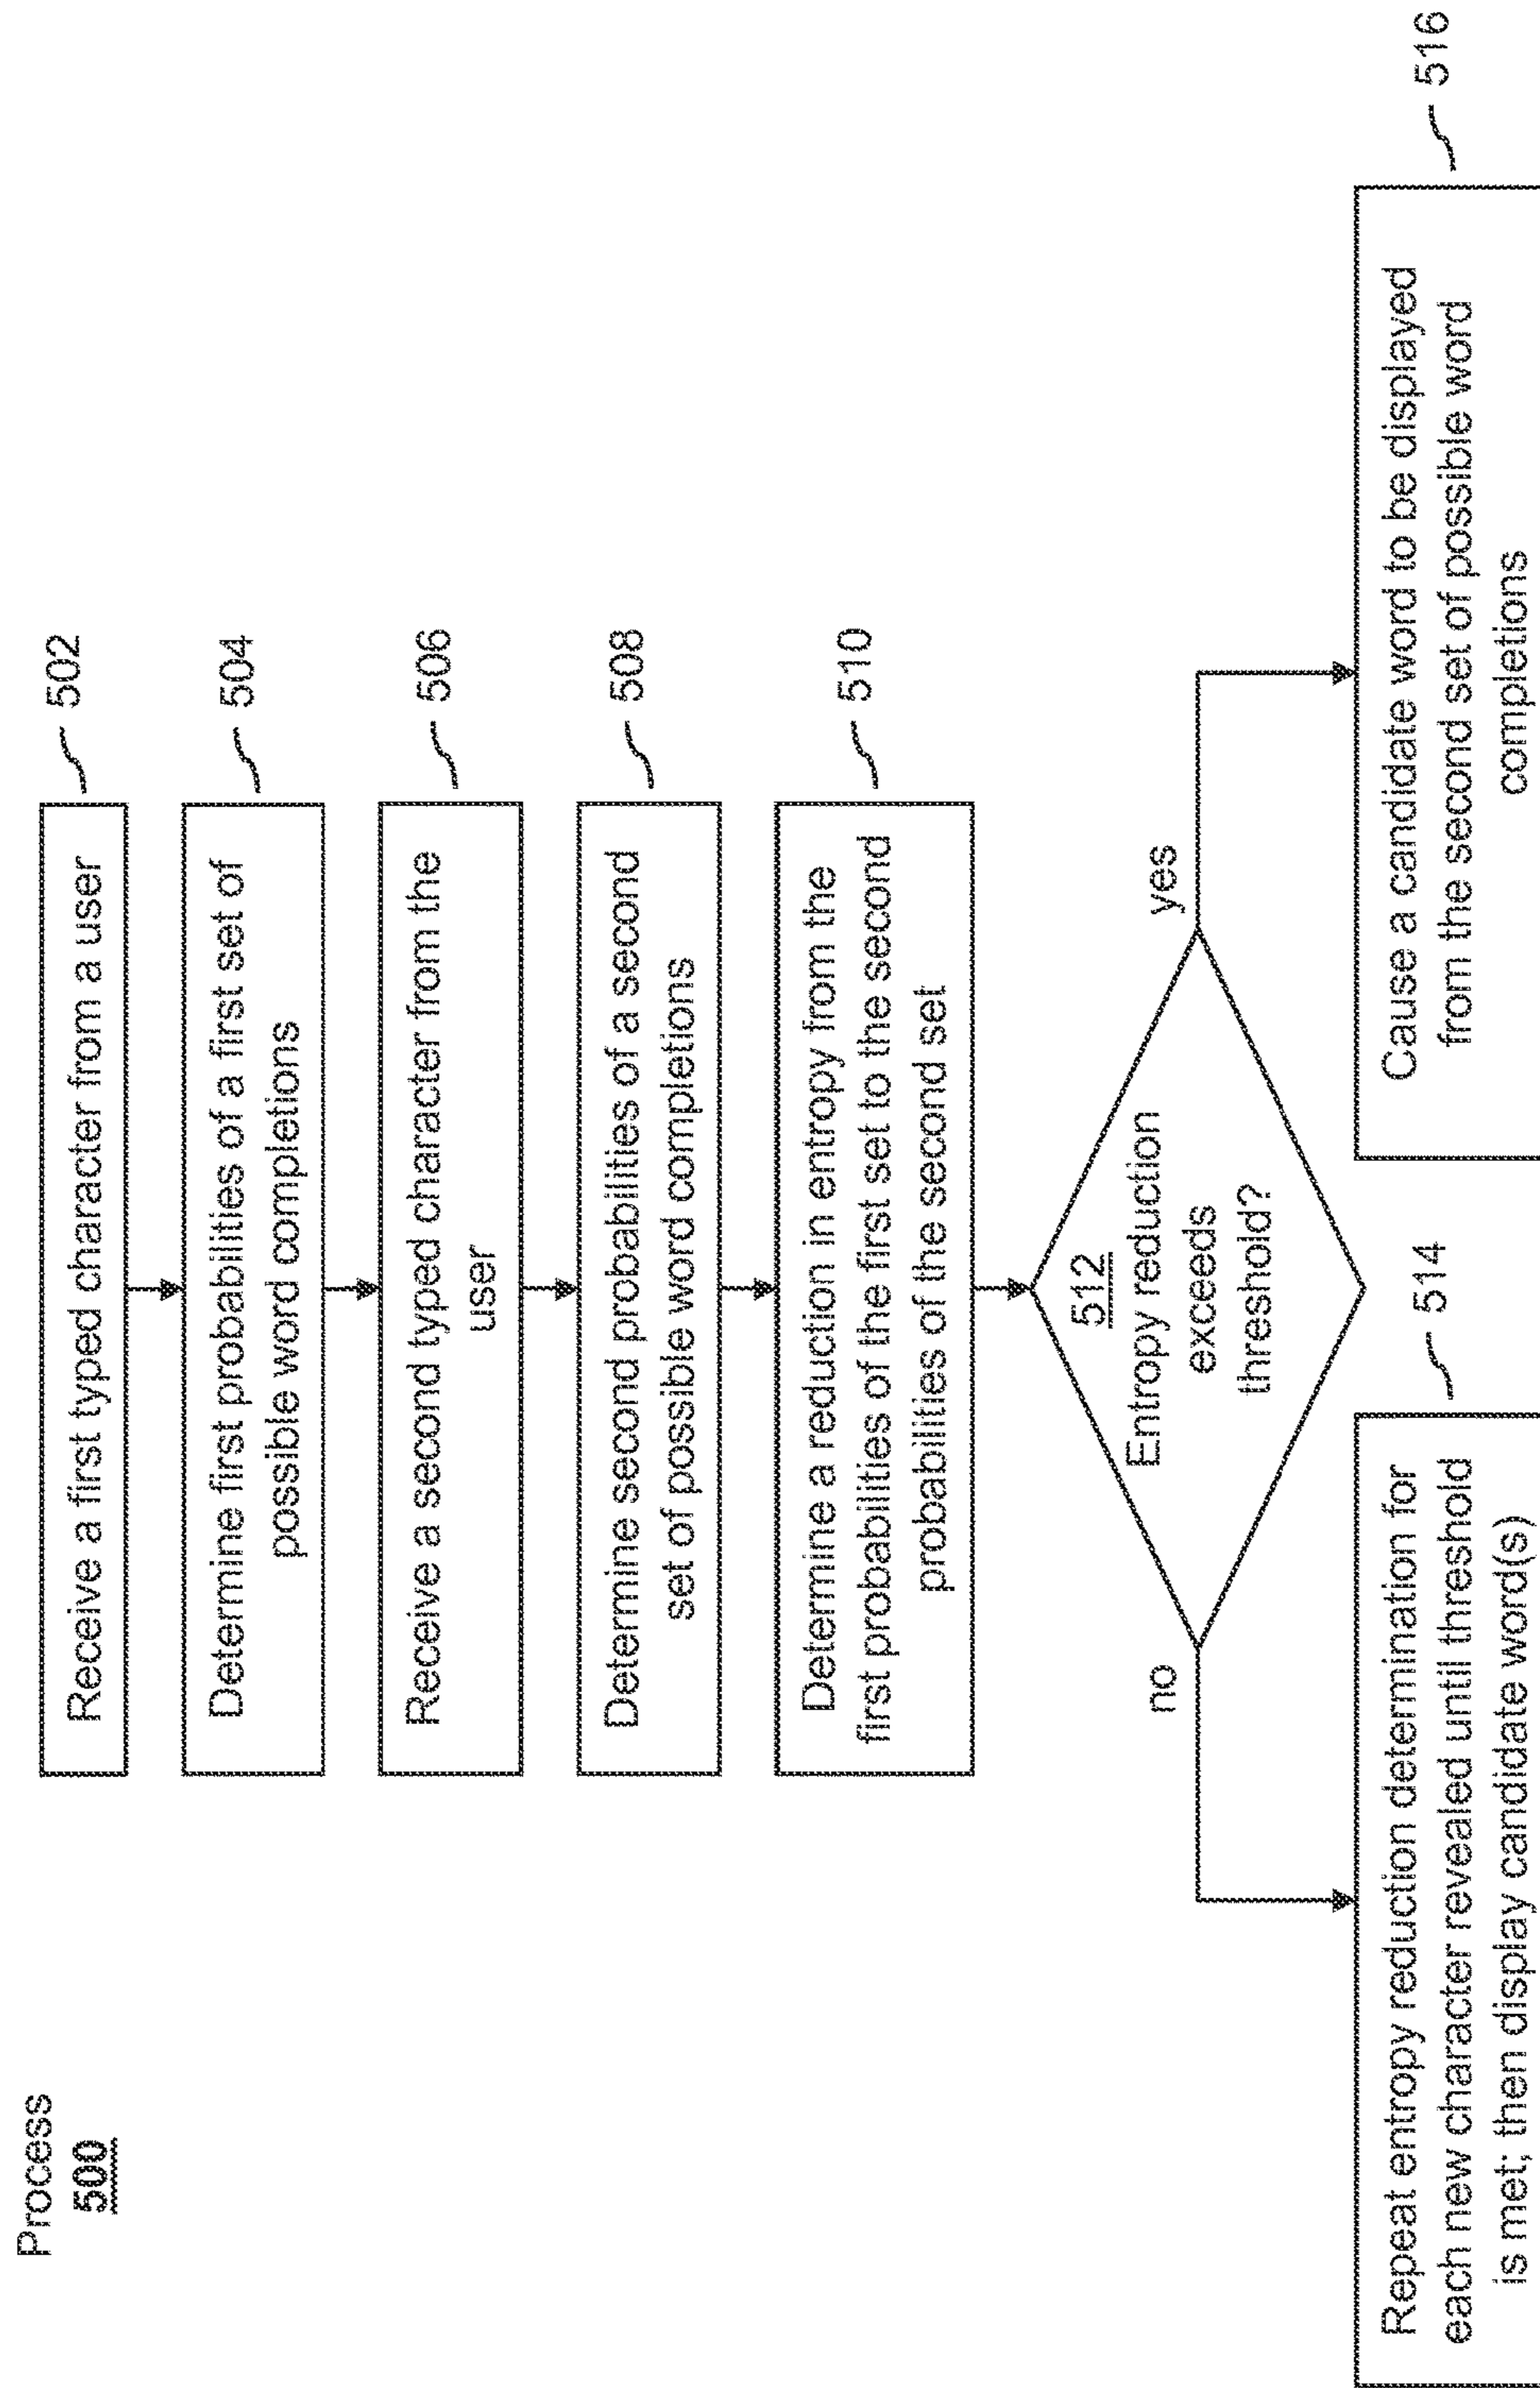 Process
500
Receive a first typed character from a user
502
Determine first probabilities of a first set of
possible word completions
504
Receive a second typed character from the
user
506
Determine second probabilities of a second
set of possible word completions
508
Determine a reduction in entropy from the
first probabilities of the first set to the second
probabilities of the second set
510
512
Entropy reduction
exceeds
threshold?
no
yes
514
Repeat entropy reduction determination for
each new character revealed until threshold
is met; then display candidate word(s)
516
Cause a candidate word to be displayed
from the second set of possible word
completions